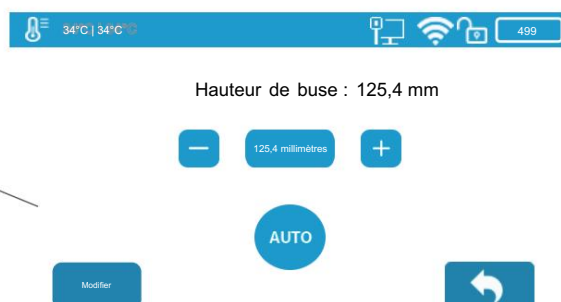 34°C | 34°C
499
Hauteur de buse : 125,4 mm
125,4 millimètres
AUTO
Modifier